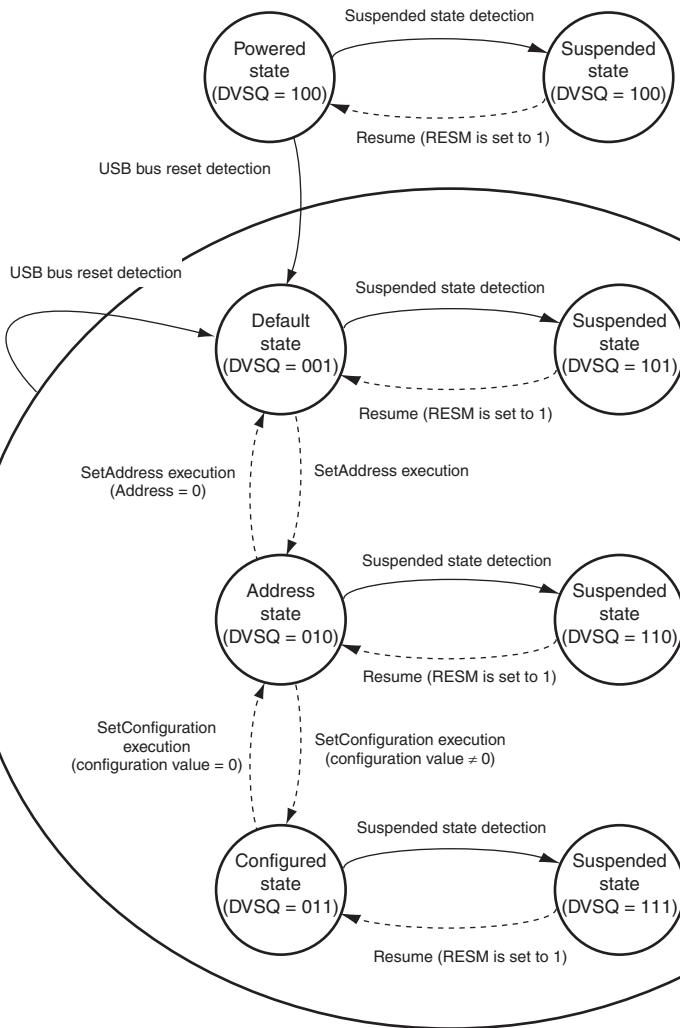 Suspended state detection
Powered
state
(DVSQ = 100)
Suspended
state
(DVSQ = 100)
Resume (RESM is set to 1)
USB bus reset detection
USB bus reset detection
Default
state
(DVSQ = 001)
Suspended state detection
Suspended
state
(DVSQ = 101)
Resume (RESM is set to 1)
SetAddress execution
(Address = 0)
SetAddress execution
Address
state
(DVSQ = 010)
Suspended state detection
Suspended
state
(DVSQ = 110)
Resume (RESM is set to 1)
SetConfiguration
execution
(configuration value = 0)
SetConfiguration execution
(configuration value ≠ 0)
Configured
state
(DVSQ = 011)
Suspended state detection
Suspended
state
(DVSQ = 111)
Resume (RESM is set to 1)